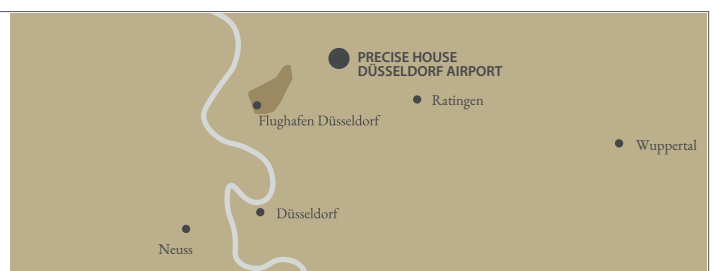 PRECISE HOUSE
DÜSSELDORF AIRPORT
Ratingen
Flughafen Düsseldorf
Wuppertal
Düsseldorf
Neuss